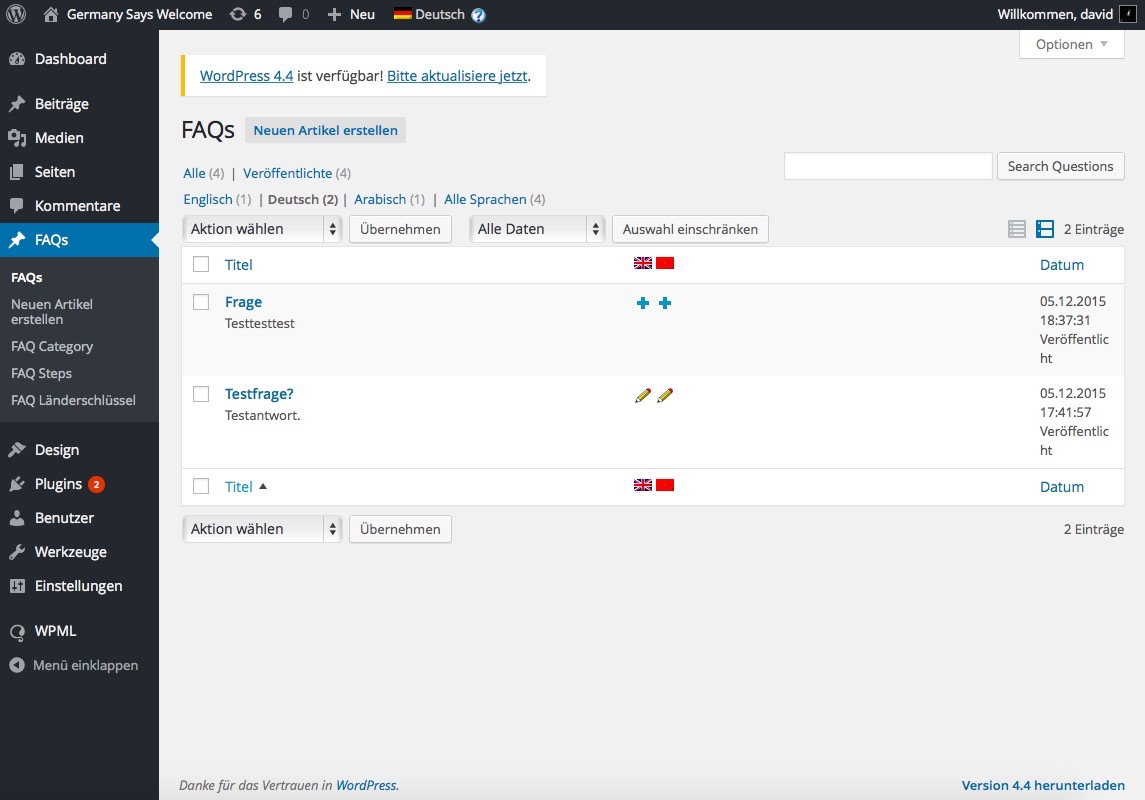 Germany Says Welcome 6 0 Neu Deutsch ? Willkommen, david
Optionen
Dashboard
Beiträge
Medien
Seiten
Kommentare
FAQs
FAQs
Neuen Artikel
erstellen
FAQ Category
FAQ Steps
FAQ Länderschlüssel
Design
Plugins 2
Benutzer
Werkzeuge
Einstellungen
WPML
Menü einklappen
WordPress 4.4 ist verfügbar! Bitte aktualisiere jetzt.
FAQs Neuen Artikel erstellen
Alle (4) | Veröffentlichte (4)
Search Questions
Englisch (1) | Deutsch (2) | Arabisch (1) | Alle Sprachen (4)
Aktion wählen Übernehmen Alle Daten Auswahl einschränken 2 Einträge
Titel Datum
Frage
Testtesttest
05.12.2015
18:37:31
Veröffentlic
ht
Testfrage?
Testantwort.
05.12.2015
17:41:57
Veröffentlic
ht
Titel Datum
Aktion wählen Übernehmen 2 Einträge
Danke für das Vertrauen in WordPress. Version 4.4 herunterladen